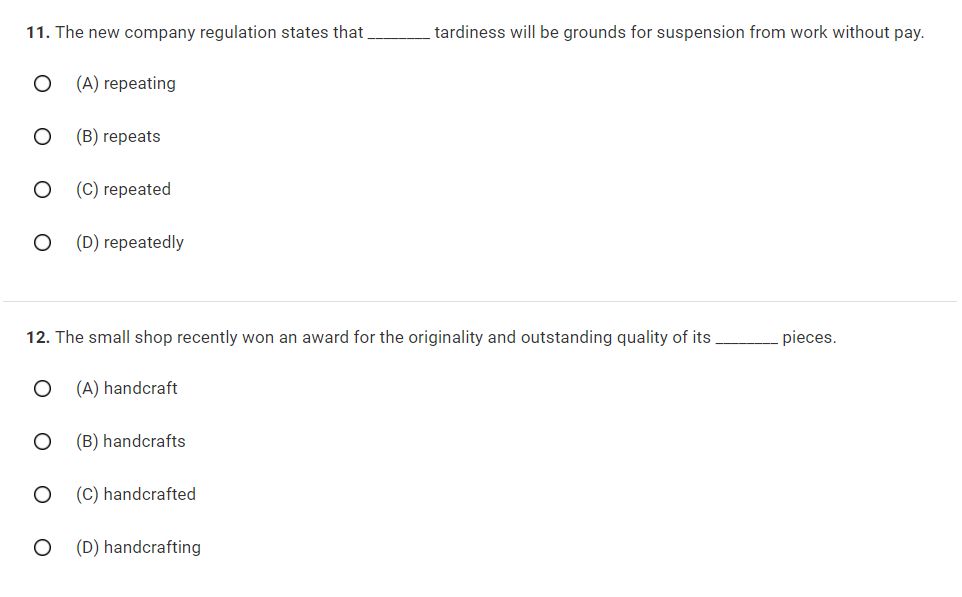 11. The new company regulation states that ________ tardiness will be grounds for suspension from work without pay.
(A) repeating
(B) repeats
(C) repeated
(D) repeatedly
12. The small shop recently won an award for the originality and outstanding quality of its ________ pieces.
(A) handcraft
(B) handcrafts
(C) handcrafted
(D) handcrafting